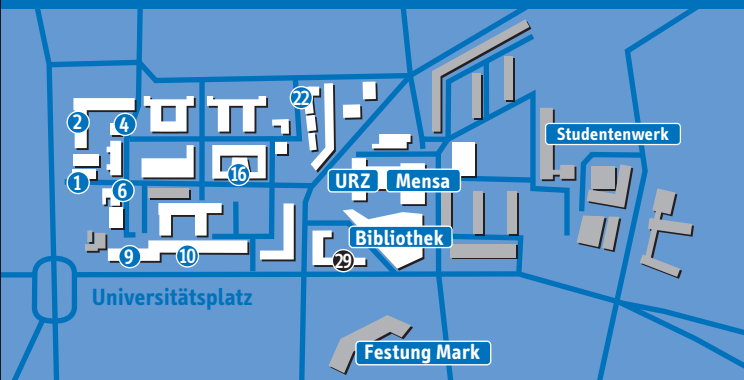 22
2
4
Studentenwerk
16
1
URZ
Mensa
6
Bibliothek
9
10
29
Universitätsplatz
Festung Mark